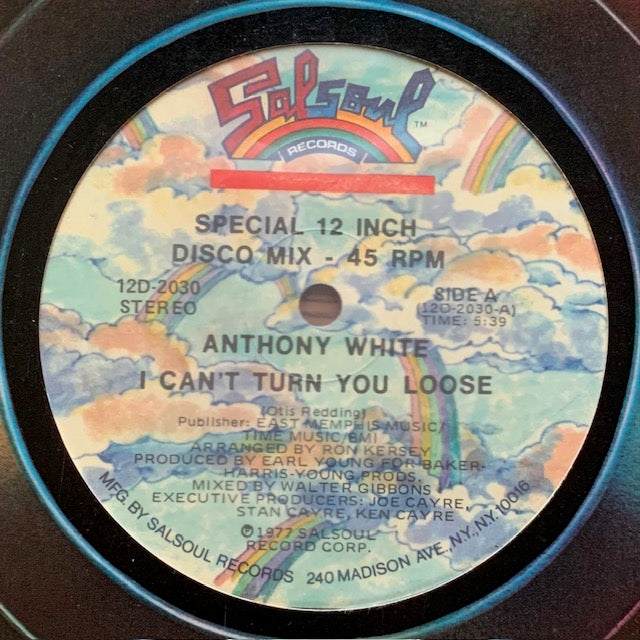 Salsoul
RECORDS
TM
SPECIAL 12 INCH
DISCO MIX - 45 RPM
12D-2030
STEREO
SIDE A
(12D-2030-A)
TIME: 5:39
ANTHONY WHITE
I CAN'T TURN YOU LOOSE
(Otis Redding)
Publisher: EAST MEMPHIS MUSIC/
TIME MUSIC/BMI
ARRANGED BY RON KERSEY
PRODUCED BY EARL YOUNG FOR BAKER-
HARRIS-YOUNG PRODS.
MIXED BY WALTER GIBBONS
EXECUTIVE PRODUCERS: JOE CAYRE,
STAN CAYRE, KEN CAYRE
℗1977 SALSOUL
RECORD CORP.
MFG BY SALSOUL RECORDS 240 MADISON AVE. NY. NY. 10016